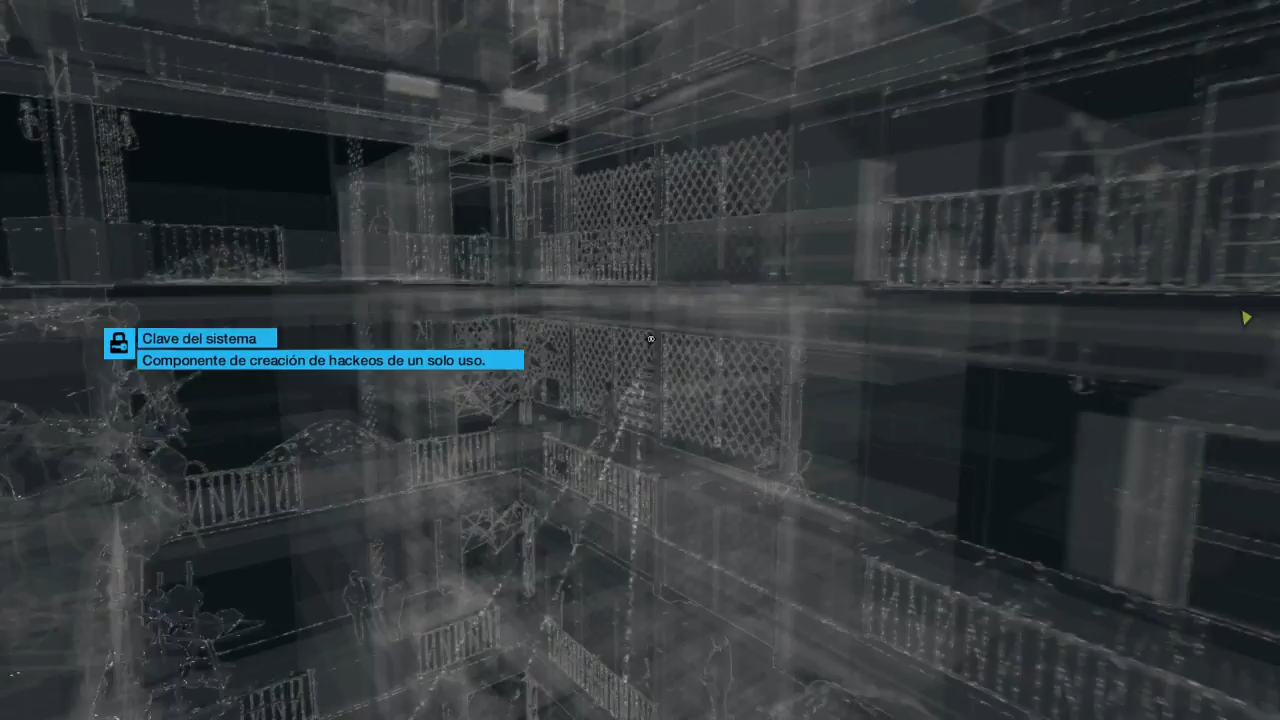 Clave del sistema
Componente de creación de hackeos de un solo uso.